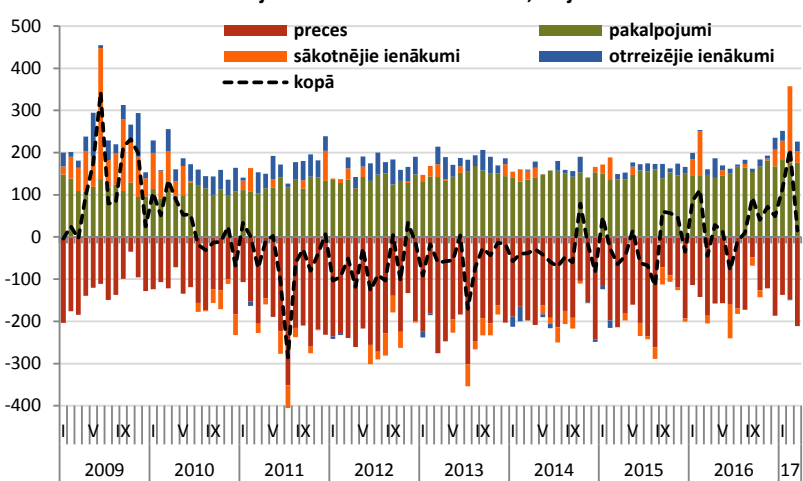 500
400
300
200
100
0
-100
-200
-300
-400
preces
pakalpojumi
sākotnējie ienākumi
otrreizējie ienākumi
kopā
I V IX I V IX I V IX I V IX I V IX I V IX I V IX I V IX I
2009 2010 2011 2012 2013 2014 2015 2016 17